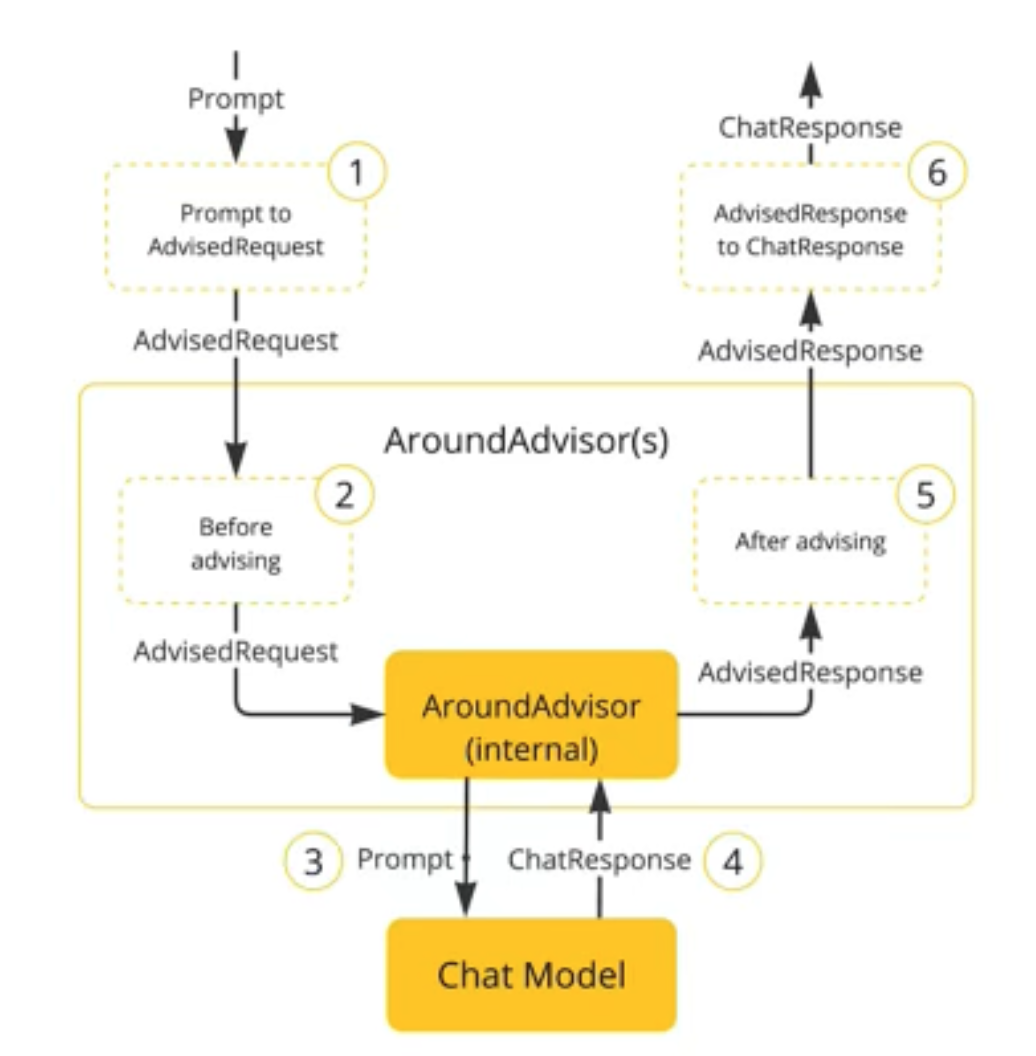 Prompt
1
Prompt to
AdvisedRequest
AdvisedRequest
ChatResponse
6
AdvisedResponse
to ChatResponse
AdvisedResponse
AroundAdvisor(s)
2
Before
advising
AdvisedRequest
5
After advising
AdvisedResponse
AroundAdvisor
(internal)
3
Prompt
ChatResponse
4
Chat Model